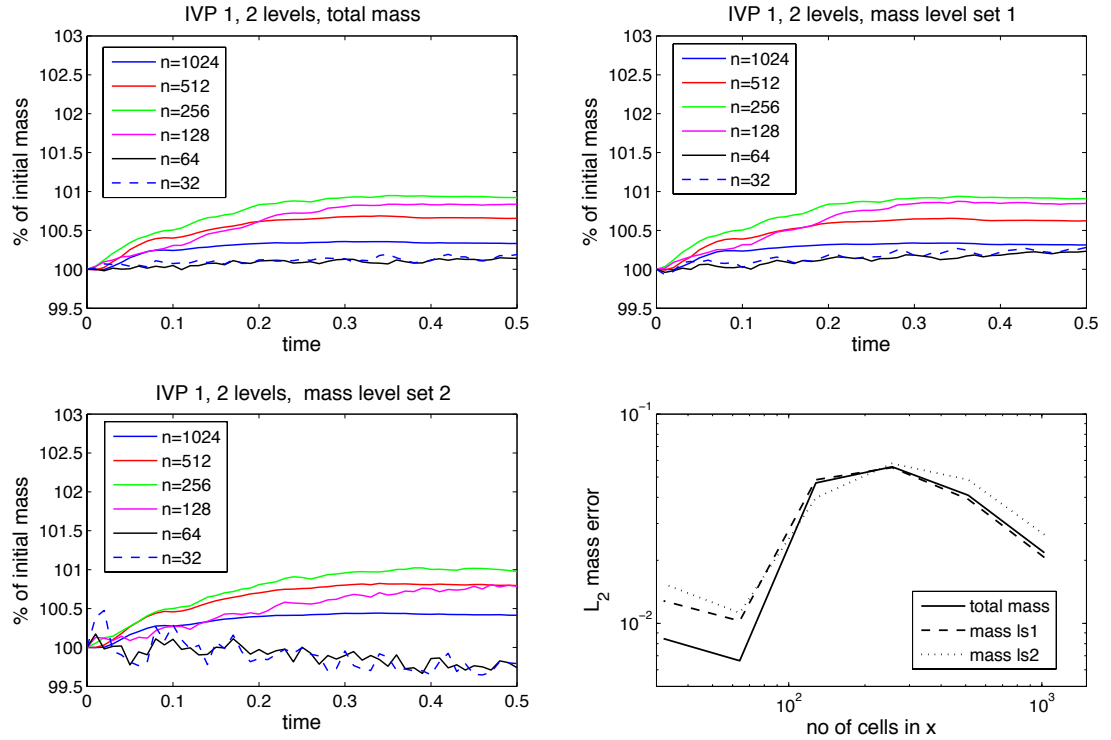 IVP 1, 2 levels, total mass
103
102.5
102
101.5
101
100.5
100
99.5
% of initial mass
n=1024
n=512
n=256
n=128
n=64
n=32
0 0.1 0.2 0.3 0.4 0.5
time
IVP 1, 2 levels, mass level set 1
103
102.5
102
101.5
101
100.5
100
99.5
% of initial mass
n=1024
n=512
n=256
n=128
n=64
n=32
0 0.1 0.2 0.3 0.4 0.5
time
IVP 1, 2 levels, mass level set 2
103
102.5
102
101.5
101
100.5
100
99.5
% of initial mass
n=1024
n=512
n=256
n=128
n=64
n=32
0 0.1 0.2 0.3 0.4 0.5
time
10^-1
10^-2
L_2 mass error
total mass
mass ls1
mass ls2
10^2 10^3
no of cells in x